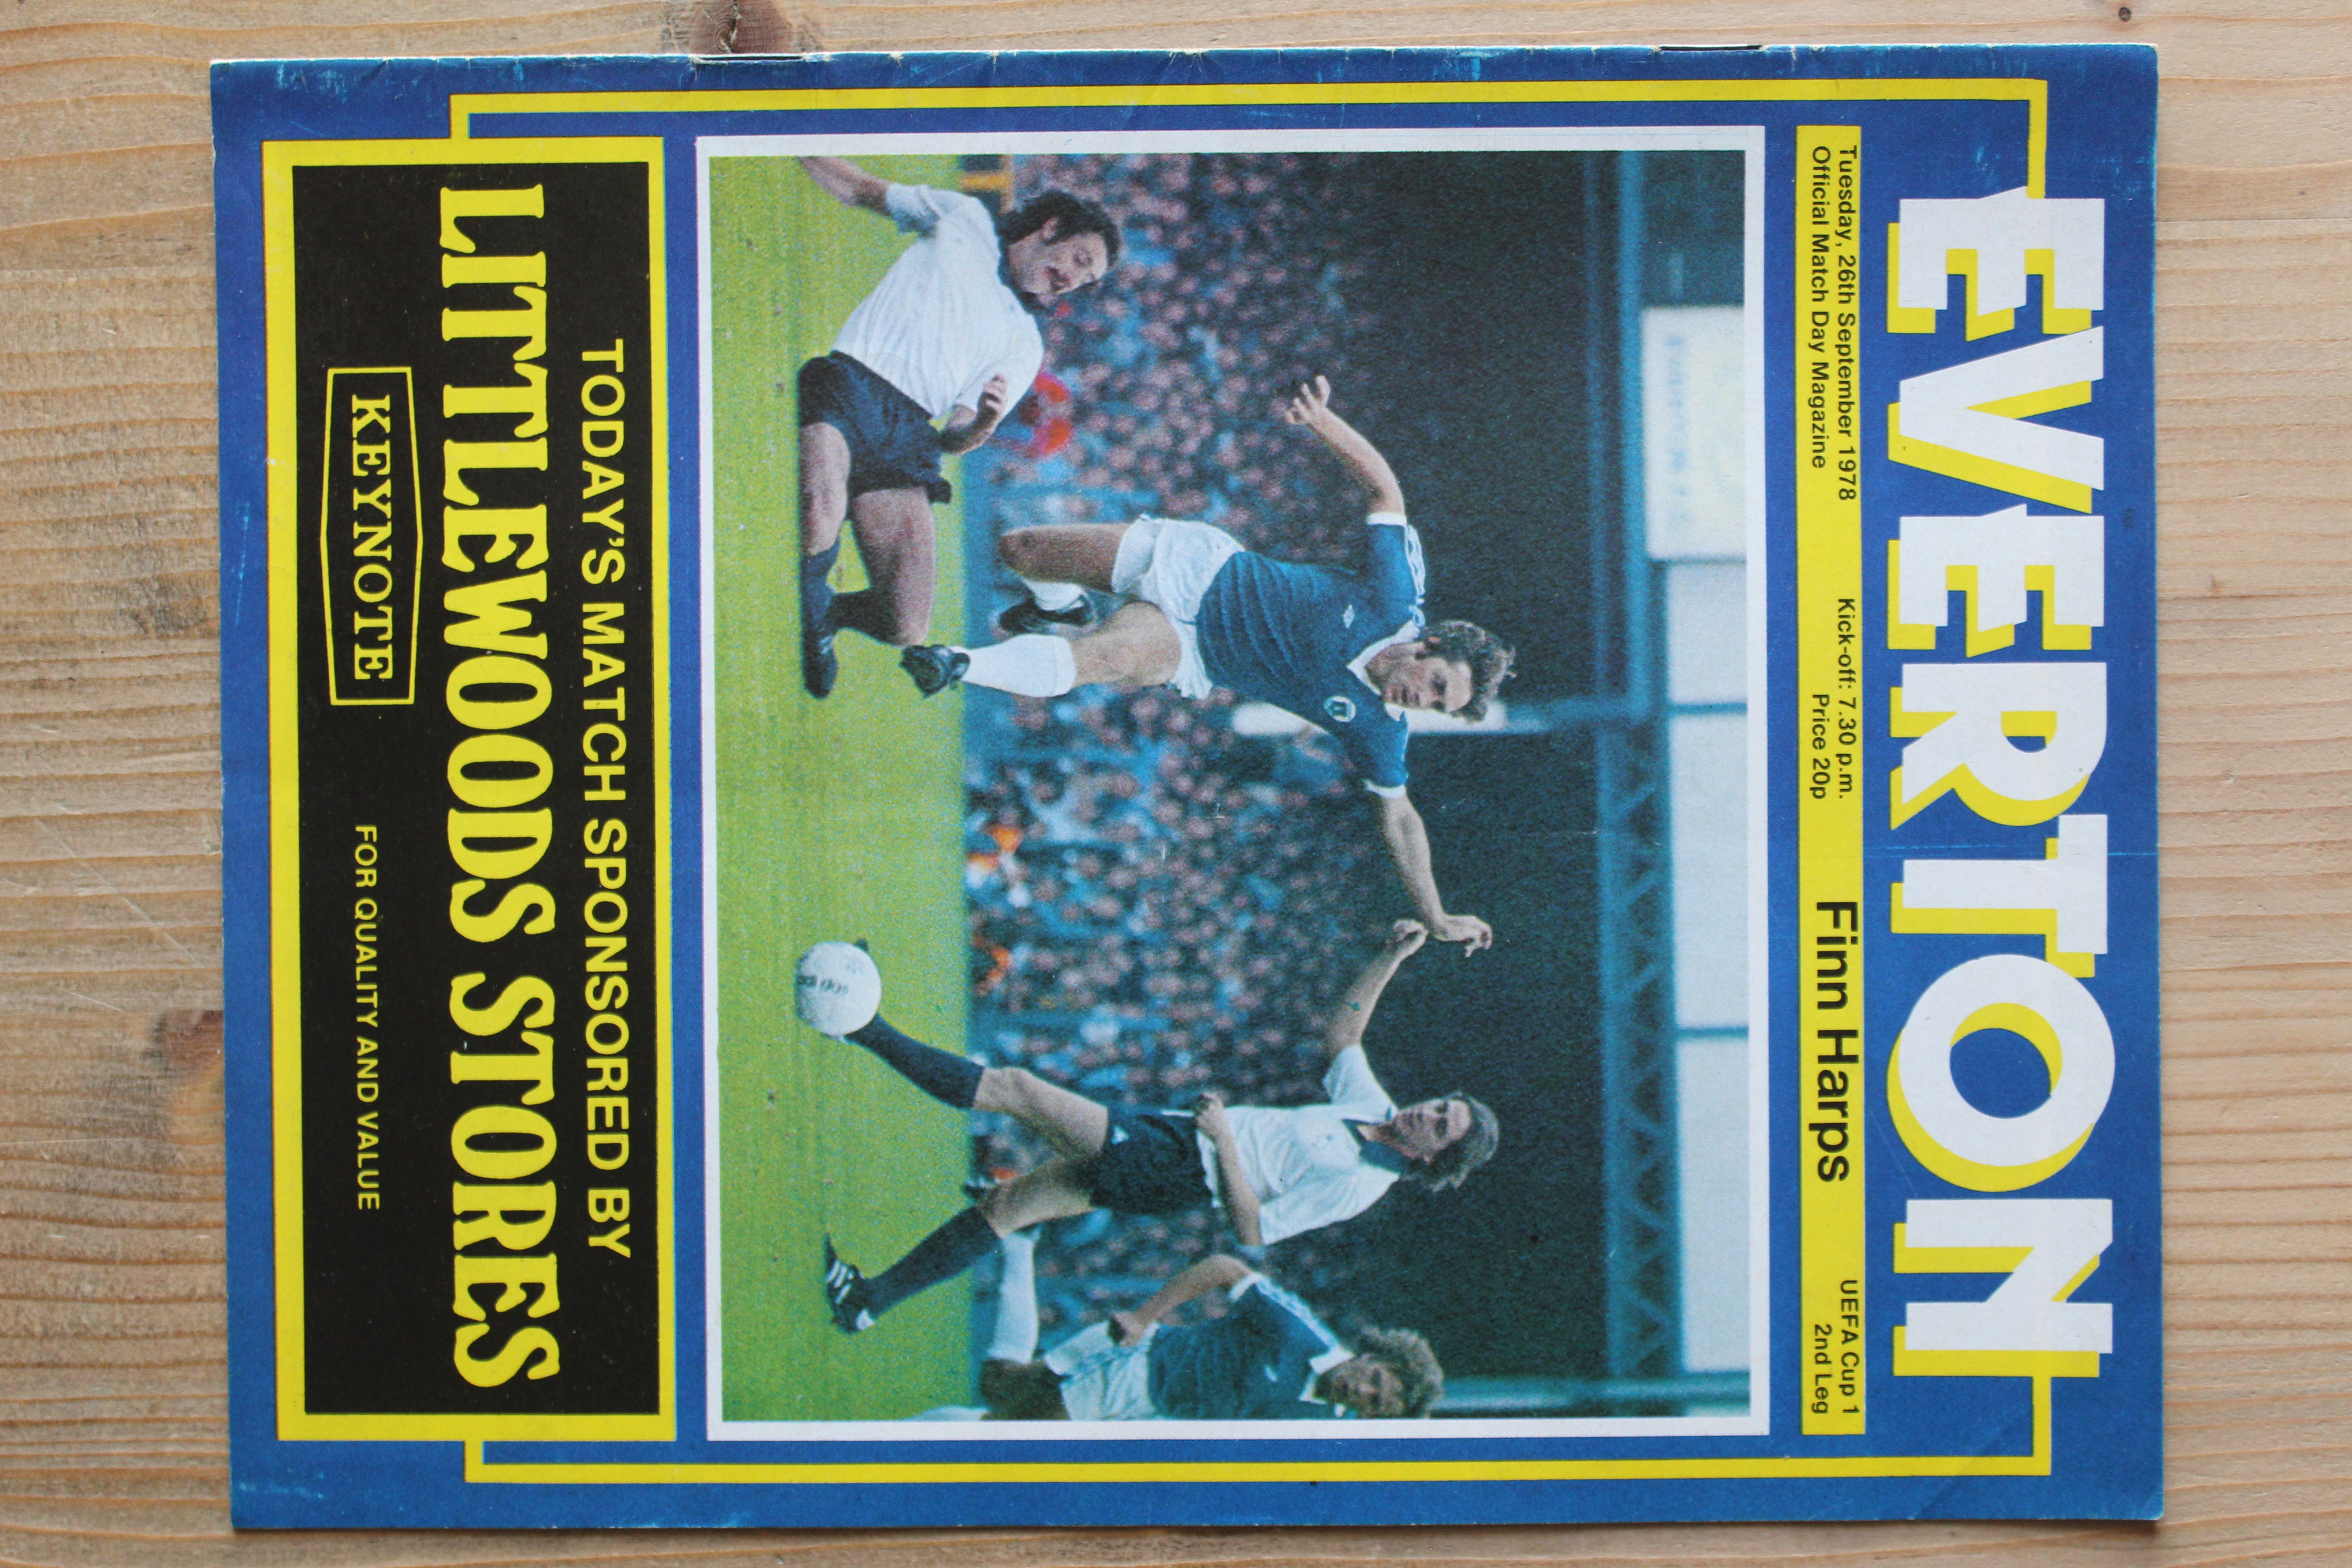 EVERTON
Tuesday, 26th September 1978
Official Match Day Magazine
Kick-off: 7.30 p.m.
Price 20p
Finn Harps
UEFA Cup 1
2nd Leg
adidas
TODAY'S MATCH SPONSORED BY
LITTLEWOODS STORES
KEYNOTE
FOR QUALITY AND VALUE